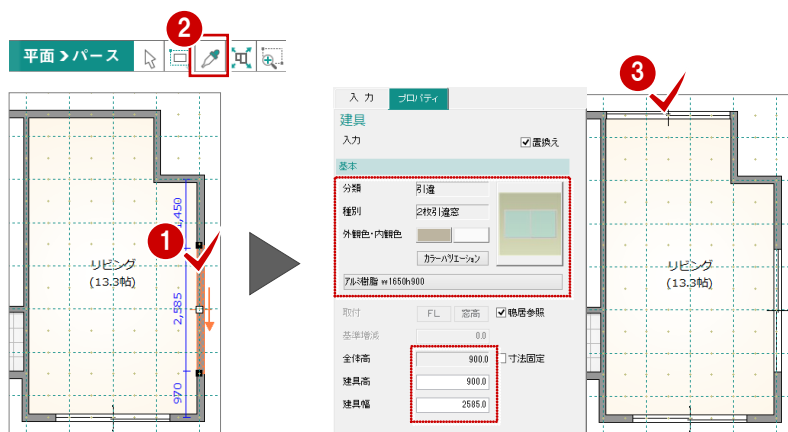 2
平面 > パース
1,450
1
リビング
(13.3帖)
2,585
970
入 力 プロパティ
建具
入力 置換え
基本
分類 引違
種別 2枚引違窓
外観色・内観色
カラーバリエーション
アルミ樹脂 w1650h900
取付 FL 窓高 鴨居参照
基準増減 0.0
全体高 900.0 寸法固定
建具高 900.0
建具幅 2585.0
3
リビング
(13.3帖)